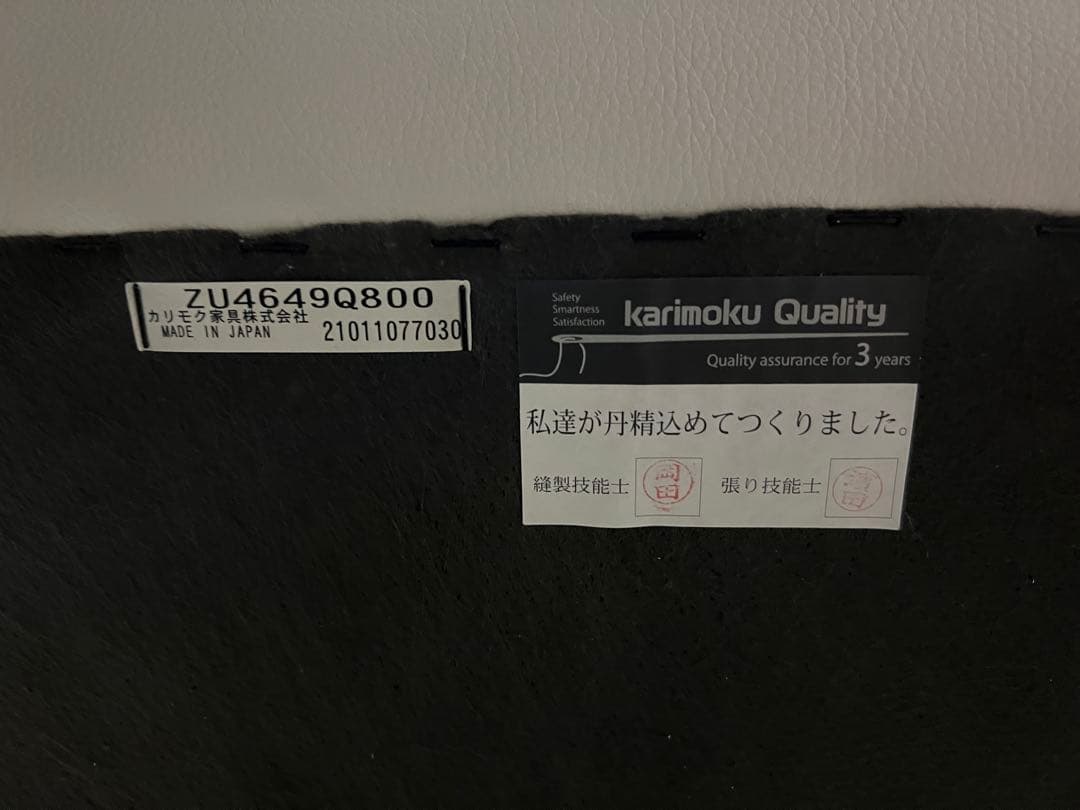 ZU4649Q800
カリモク家具株式会社
MADE IN JAPAN 21011077030
Safety
Smartness
Satisfaction
karimoku Quality
Quality assurance for 3 years
私達が丹精込めてつくりました。
縫製技能士 岡田 張り技能士